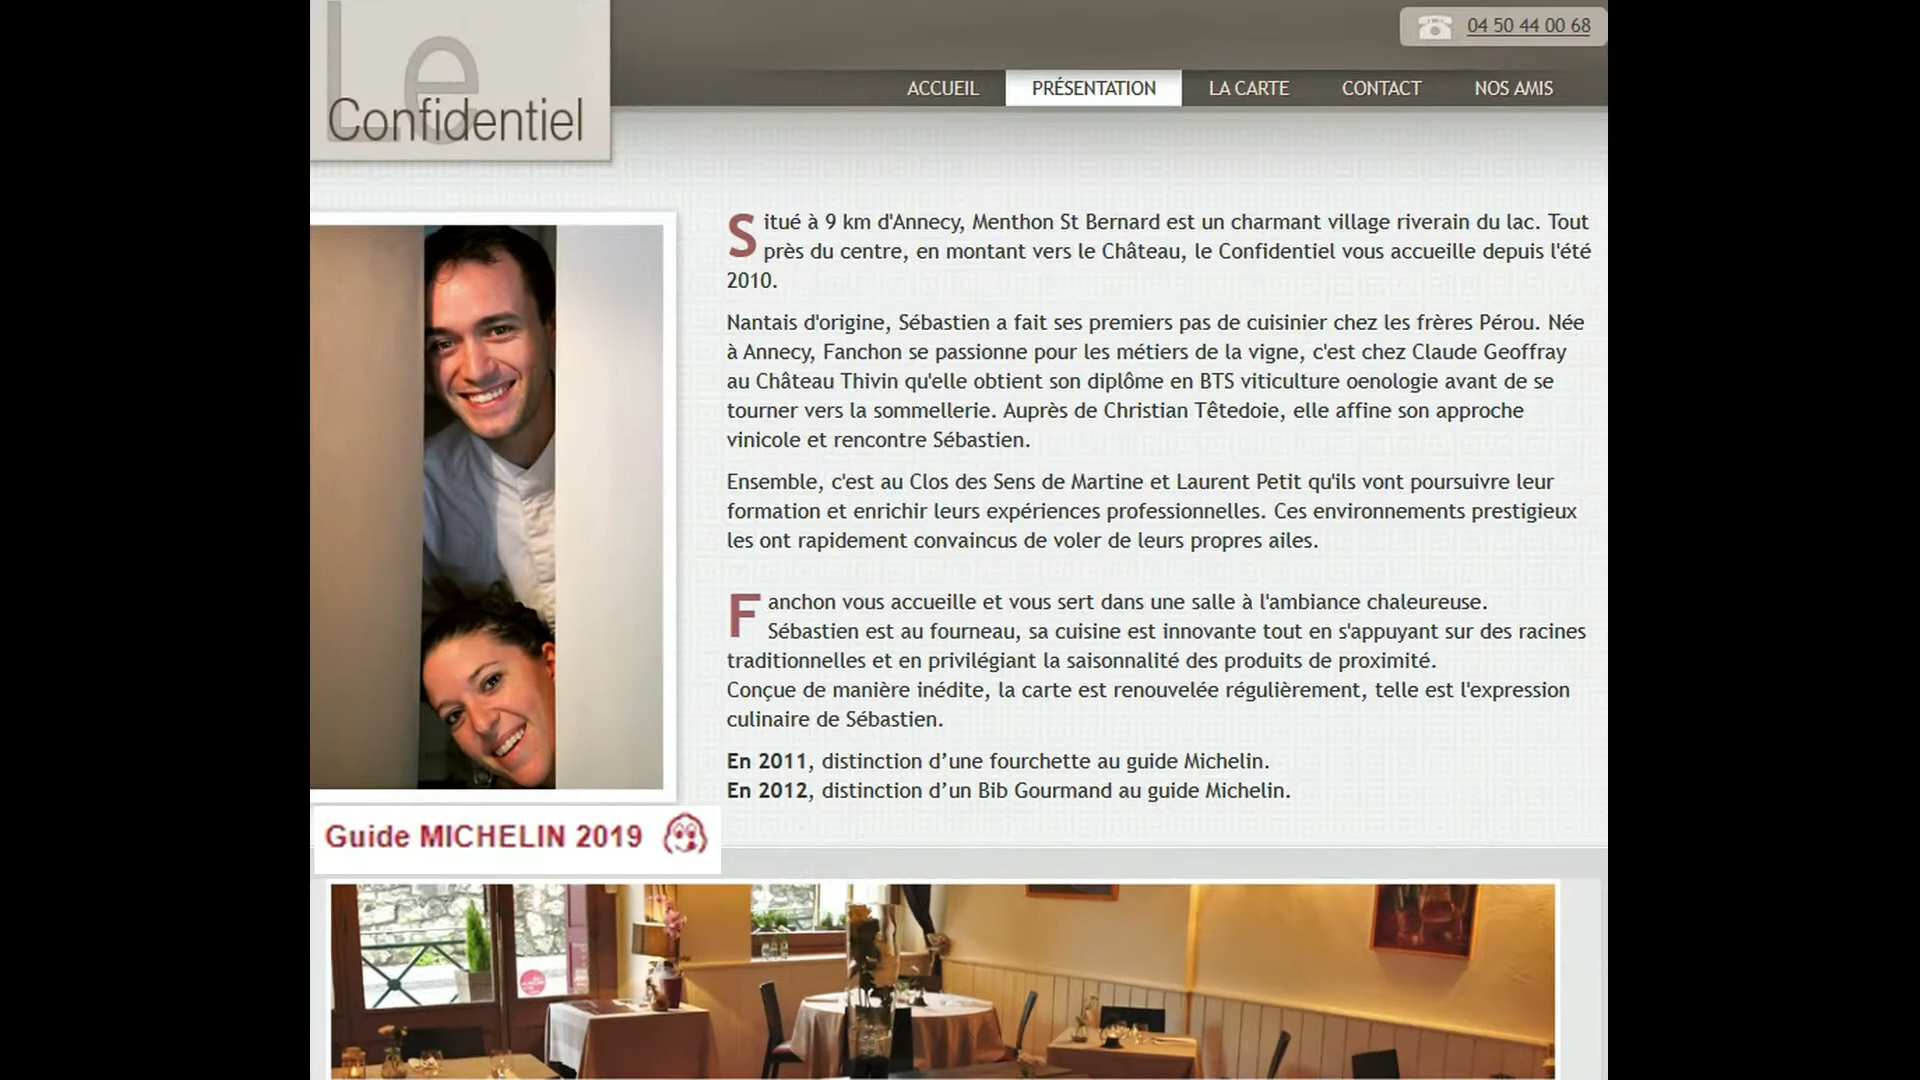 Le
Confidentiel
04 50 44 00 68
ACCUEIL PRÉSENTATION LA CARTE CONTACT NOS AMIS
Situé à 9 km d'Annecy, Menthon St Bernard est un charmant village riverain du lac. Tout
près du centre, en montant vers le Château, le Confidentiel vous accueille depuis l'été
2010.
Nantais d'origine, Sébastien a fait ses premiers pas de cuisinier chez les frères Pérou. Née
à Annecy, Fanchon se passionne pour les métiers de la vigne, c'est chez Claude Geoffray
au Château Thivin qu'elle obtient son diplôme en BTS viticulture oenologie avant de se
tourner vers la sommellerie. Auprès de Christian Têtedoie, elle affine son approche
vinicole et rencontre Sébastien.
Ensemble, c'est au Clos des Sens de Martine et Laurent Petit qu'ils vont poursuivre leur
formation et enrichir leurs expériences professionnelles. Ces environnements prestigieux
les ont rapidement convaincus de voler de leurs propres ailes.
Fanchon vous accueille et vous sert dans une salle à l'ambiance chaleureuse.
Sébastien est au fourneau, sa cuisine est innovante tout en s'appuyant sur des racines
traditionnelles et en privilégiant la saisonnalité des produits de proximité.
Conçue de manière inédite, la carte est renouvelée régulièrement, telle est l'expression
culinaire de Sébastien.
En 2011, distinction d’une fourchette au guide Michelin.
En 2012, distinction d’un Bib Gourmand au guide Michelin.
Guide MICHELIN 2019